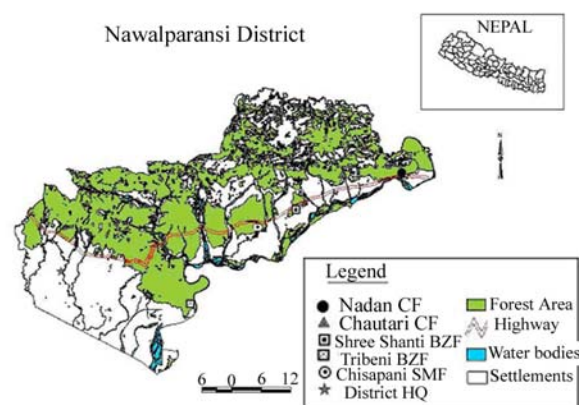 Nawalparansi District
NEPAL
N
Legend
Nadan CF
Chautari CF
Shree Shanti BZF
Tribeni BZF
Chisapani SMF
District HQ
Forest Area
Highway
Water bodies
Settlements
6 0 6 12